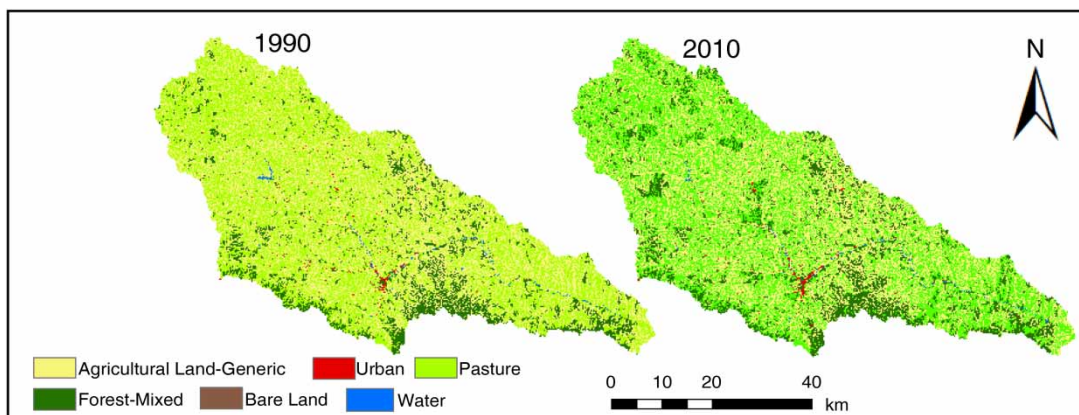 1990
2010
N
Agricultural Land-Generic Urban Pasture
Forest-Mixed Bare Land Water
0 10 20 40
km